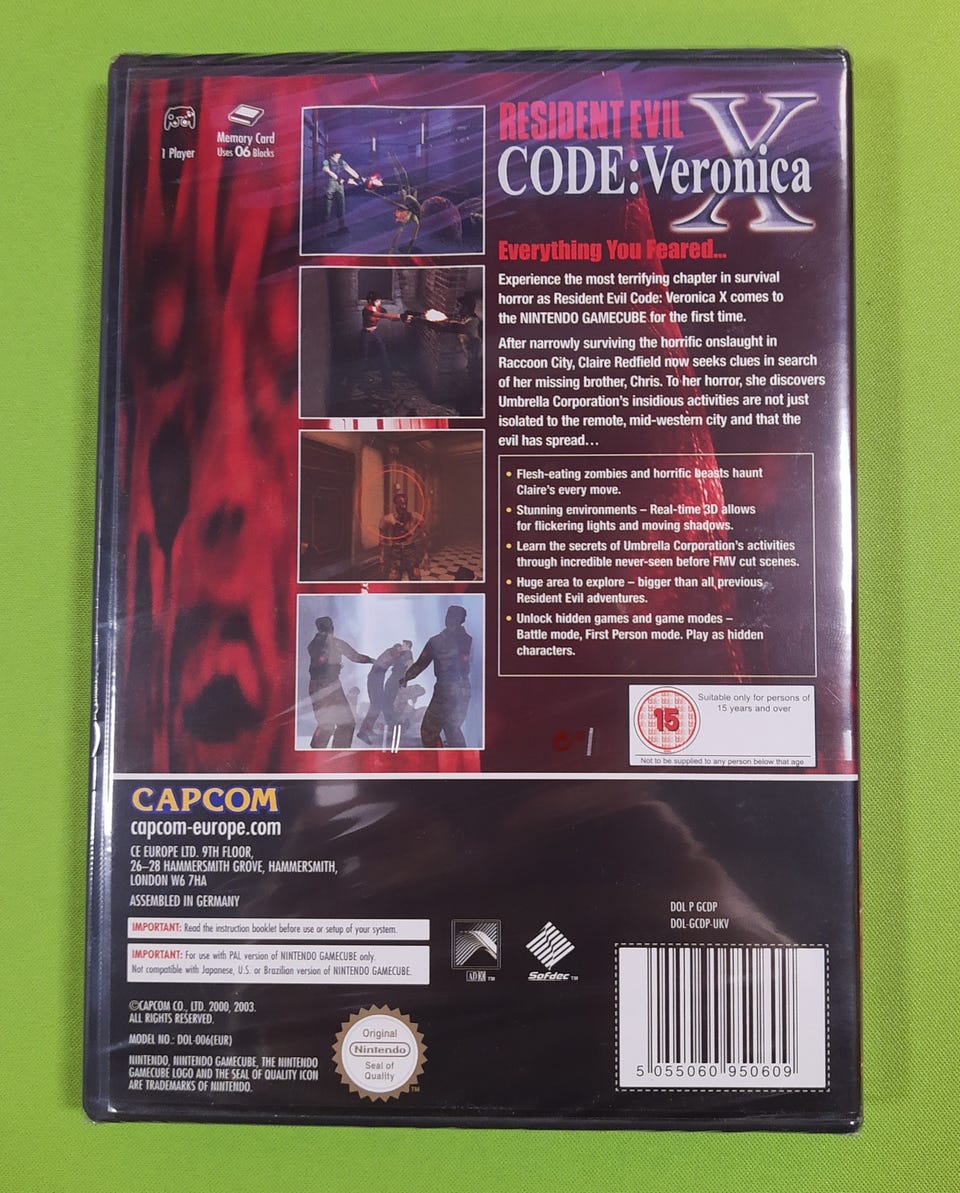 1 Player
Memory Card
Uses 06 Blocks
RESIDENT EVIL
CODE: Veronica
X
Everything You Feared...
Experience the most terrifying chapter in survival
horror as Resident Evil Code: Veronica X comes to
the NINTENDO GAMECUBE for the first time.
After narrowly surviving the horrific onslaught in
Raccoon City, Claire Redfield now seeks clues in search
of her missing brother, Chris. To her horror, she discovers
Umbrella Corporation's insidious activities are not just
isolated to the remote, mid-western city and that the
evil has spread...
• Flesh-eating zombies and horrific beasts haunt
Claire's every move.
• Stunning environments – Real-time 3D allows
for flickering lights and moving shadows.
• Learn the secrets of Umbrella Corporation's activities
through incredible never-seen before FMV cut scenes.
• Huge area to explore – bigger than all previous
Resident Evil adventures.
• Unlock hidden games and game modes –
Battle mode, First Person mode. Play as hidden
characters.
15
Suitable only for persons of
15 years and over
Not to be supplied to any person below that age
CAPCOM
capcom-europe.com
CE EUROPE LTD. 9TH FLOOR,
26–28 HAMMERSMITH GROVE, HAMMERSMITH,
LONDON W6 7HA
ASSEMBLED IN GERMANY
IMPORTANT: Read the instruction booklet before use or setup of your system.
IMPORTANT: For use with PAL version of NINTENDO GAMECUBE only.
Not compatible with Japanese, U.S. or Brazilian version of NINTENDO GAMECUBE.
ADX TM
Sofdec TM
DOL P GCDP
DOL-GCDP-UKV
©CAPCOM CO., LTD. 2000, 2003.
ALL RIGHTS RESERVED.
MODEL NO.: DOL-006(EUR)
NINTENDO, NINTENDO GAMECUBE, THE NINTENDO
GAMECUBE LOGO AND THE SEAL OF QUALITY ICON
ARE TRADEMARKS OF NINTENDO.
Original
Nintendo
Seal of
Quality
TM
5 055060 950609